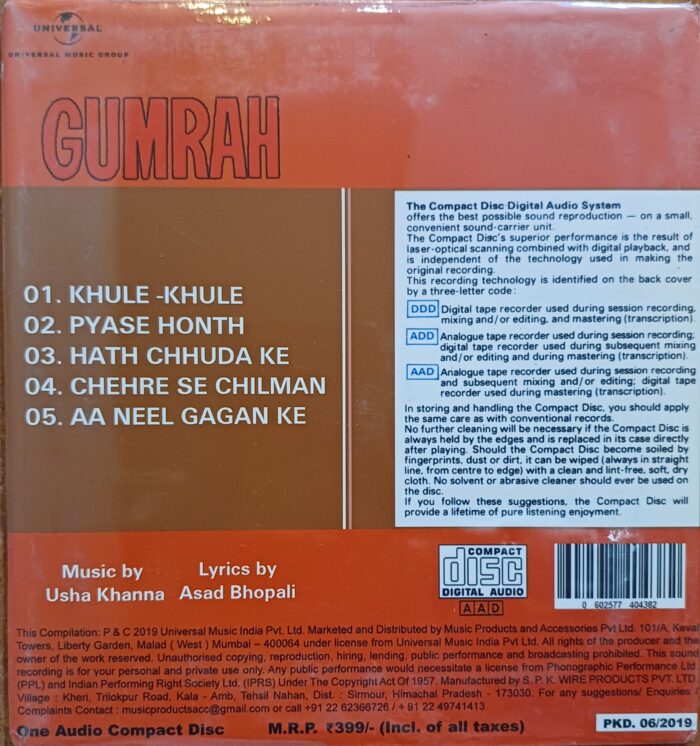 UNIVERSAL
UNIVERSAL MUSIC GROUP
GUMRAH
01. KHULE -KHULE
02. PYASE HONTH
03. HATH CHHUDA KE
04. CHEHRE SE CHILMAN
05. AA NEEL GAGAN KE
The Compact Disc Digital Audio System
offers the best possible sound reproduction — on a small,
convenient sound-carrier unit.
The Compact Disc's superior performance is the result of
laser-optical scanning combined with digital playback, and
is independent of the technology used in making the
original recording.
This recording technology is identified on the back cover
by a three-letter code:
DDD Digital tape recorder used during session recording,
mixing and/or editing, and mastering (transcription).
ADD Analogue tape recorder used during session recording;
digital tape recorder used during subsequent mixing
and/or editing and during mastering (transcription).
AAD Analogue tape recorder used during session recording
and subsequent mixing and/or editing; digital tape
recorder used during mastering (transcription).
In storing and handling the Compact Disc, you should apply
the same care as with conventional records.
No further cleaning will be necessary if the Compact Disc is
always held by the edges and is replaced in its case directly
after playing. Should the Compact Disc become soiled by
fingerprints, dust or dirt, it can be wiped (always in straight
line, from centre to edge) with a clean and lint-free, soft, dry
cloth. No solvent or abrasive cleaner should ever be used on
the disc.
If you follow these suggestions, the Compact Disc will
provide a lifetime of pure listening enjoyment.
Music by
Usha Khanna
Lyrics by
Asad Bhopali
COMPACT
disc
DIGITAL AUDIO
AAD
0 602577 404382
This Compilation: P & C 2019 Universal Music India Pvt. Ltd. Marketed and Distributed by Music Products and Accessories Pvt Ltd. 101/A, Keval
Towers, Liberty Garden, Malad ( West ) Mumbai – 400064 under license from Universal Music India Pvt Ltd. All rights of the producer and the
owner of the work reserved. Unauthorised copying, reproduction, hiring, lending, public performance and broadcasting prohibited. This sound
recording is for your personal and private use only. Any public performance would necessitate a license from Phonographic Performance Ltd
(PPL) and Indian Performing Right Society Ltd. (IPRS) Under The Copyright Act Of 1957. Manufactured by S. P. K. WIRE PRODUCTS PVT. LTD.
Village : Kheri, Trilokpur Road, Kala - Amb, Tehsil Nahan, Dist. : Sirmour, Himachal Pradesh - 173030. For any suggestions/ Enquiries
Complaints Contact : musicproductsacc@gmail.com or call +91 22 62366726 / + 91 22 49741413
One Audio Compact Disc
M.R.P. ₹399/- (Incl. of all taxes)
PKD. 06/2019